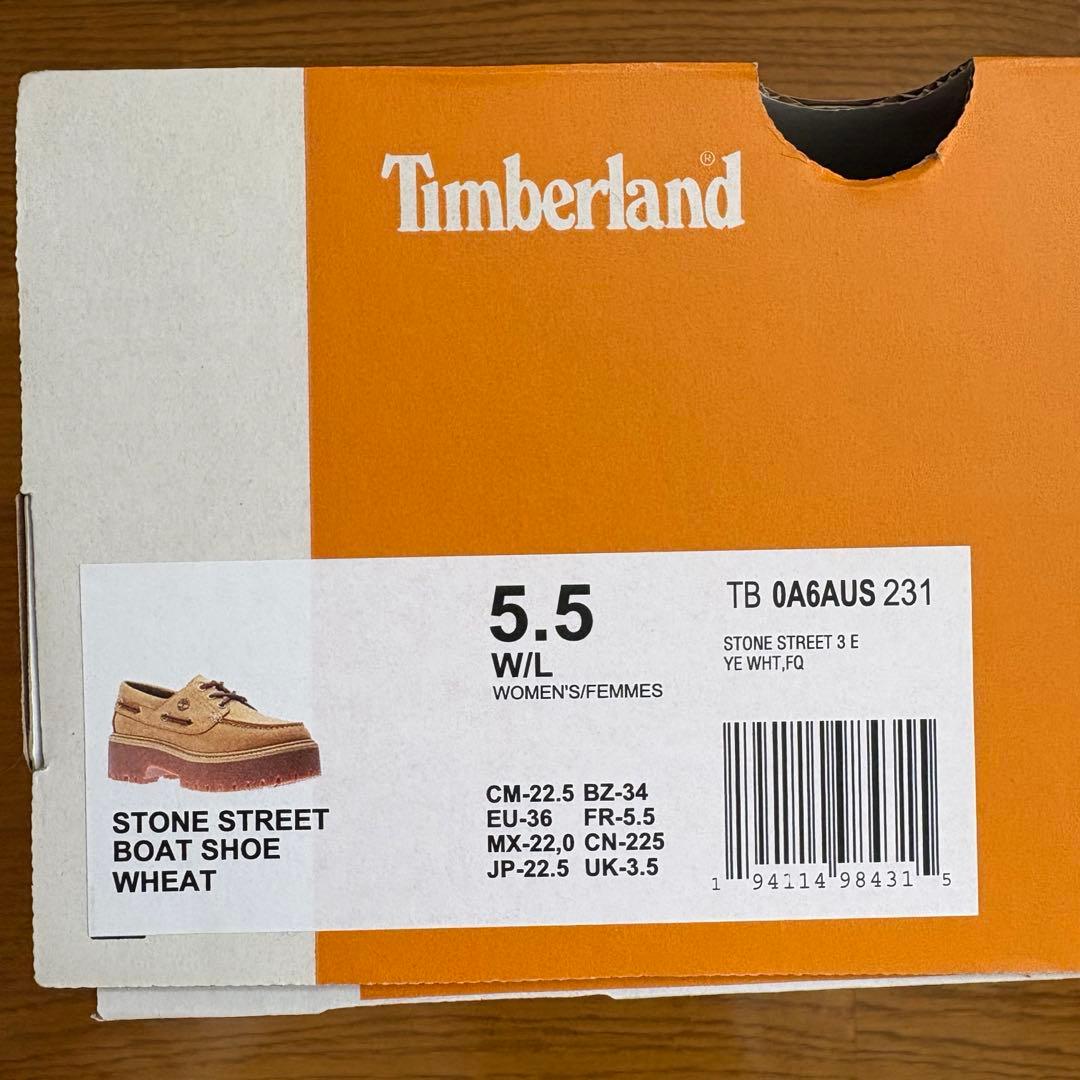 Timberland®
5.5
W/L
WOMEN'S/FEMMES
TB 0A6AUS 231
STONE STREET 3 E
YE WHT,FQ
STONE STREET
BOAT SHOE
WHEAT
CM-22.5 BZ-34
EU-36 FR-5.5
MX-22,0 CN-225
JP-22.5 UK-3.5
1 94114 98431 5